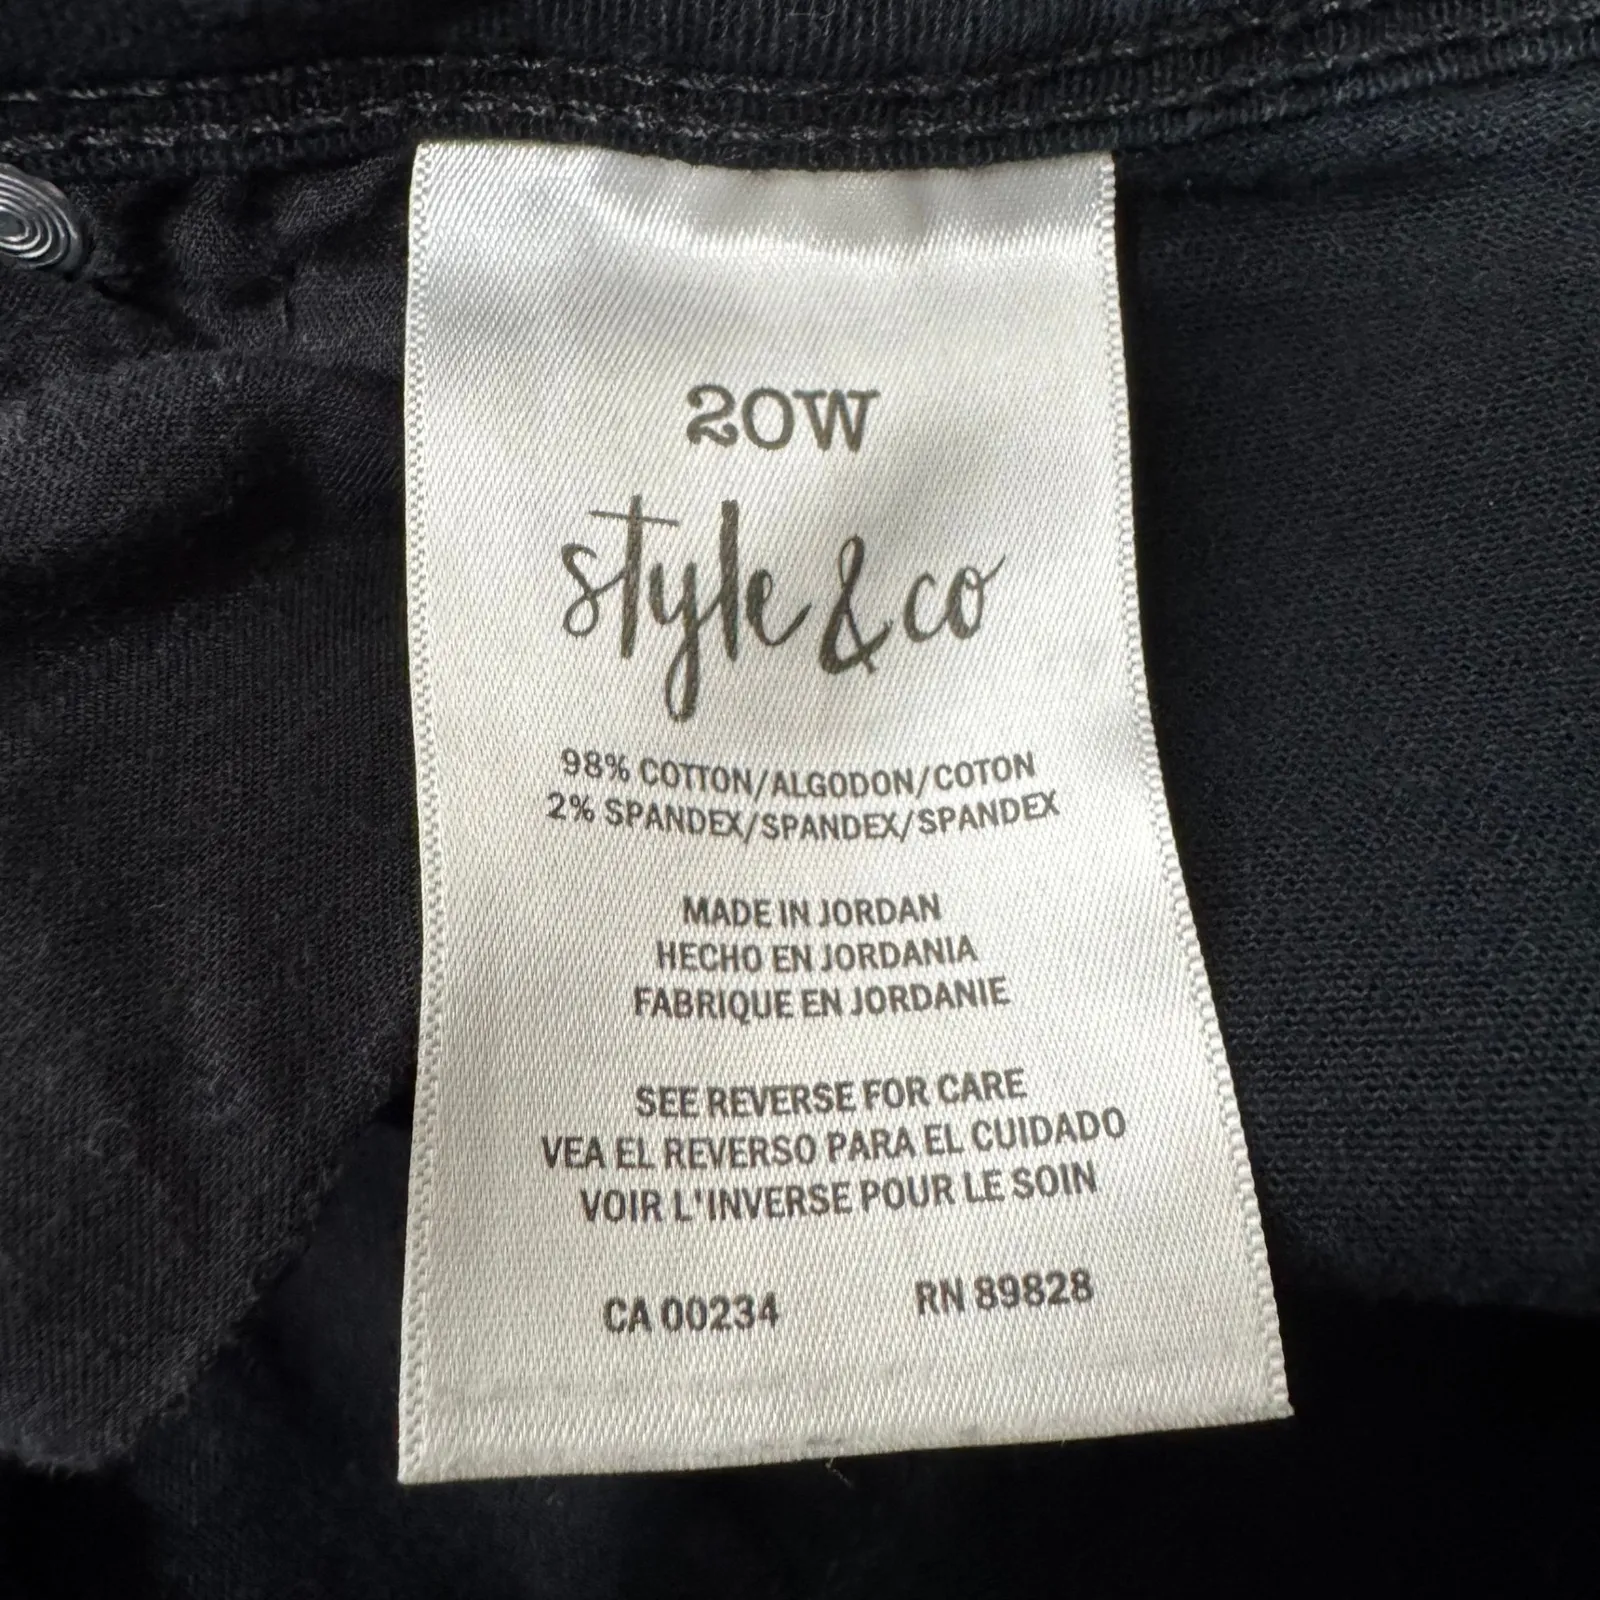 20W
style & co
98% COTTON/ALGODON/COTON
2% SPANDEX/SPANDEX/SPANDEX
MADE IN JORDAN
HECHO EN JORDANIA
FABRIQUE EN JORDANIE
SEE REVERSE FOR CARE
VEA EL REVERSO PARA EL CUIDADO
VOIR L'INVERSE POUR LE SOIN
CA 00234 RN 89828